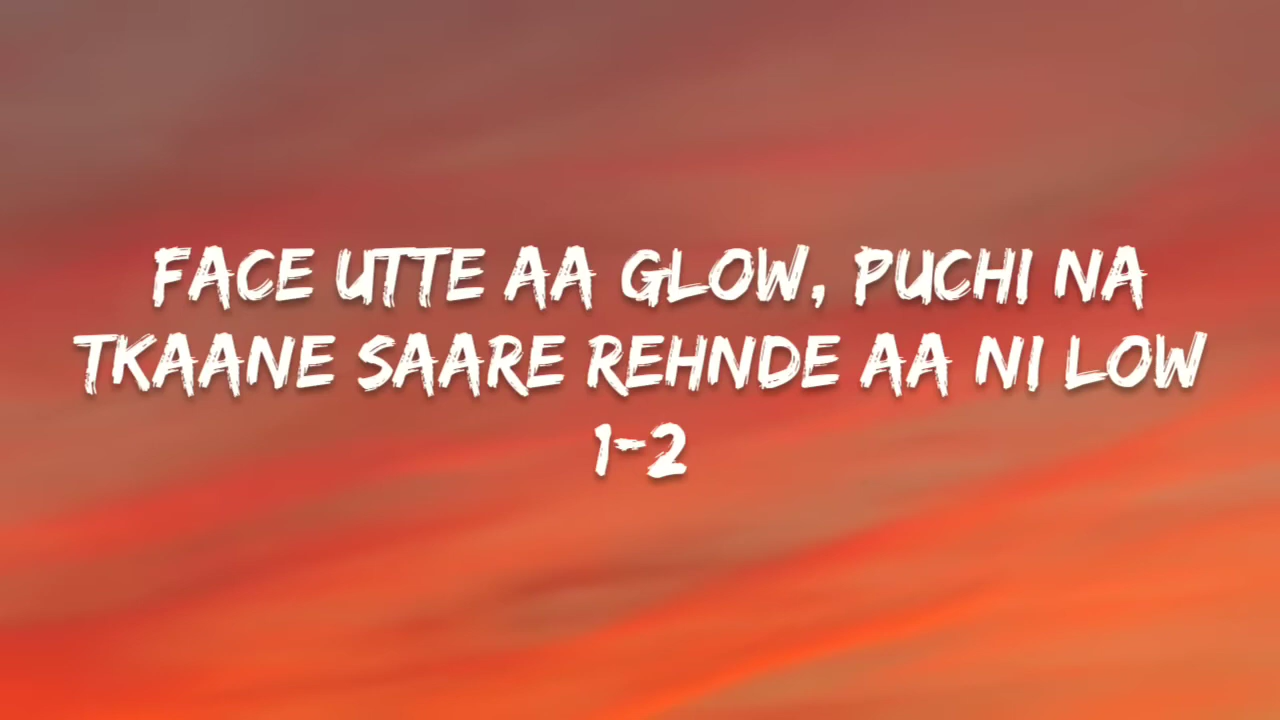 FACE UTTE AA GLOW, PUCHI NA
TKAANE SAARE REHNDE AA NI LOW
1-2